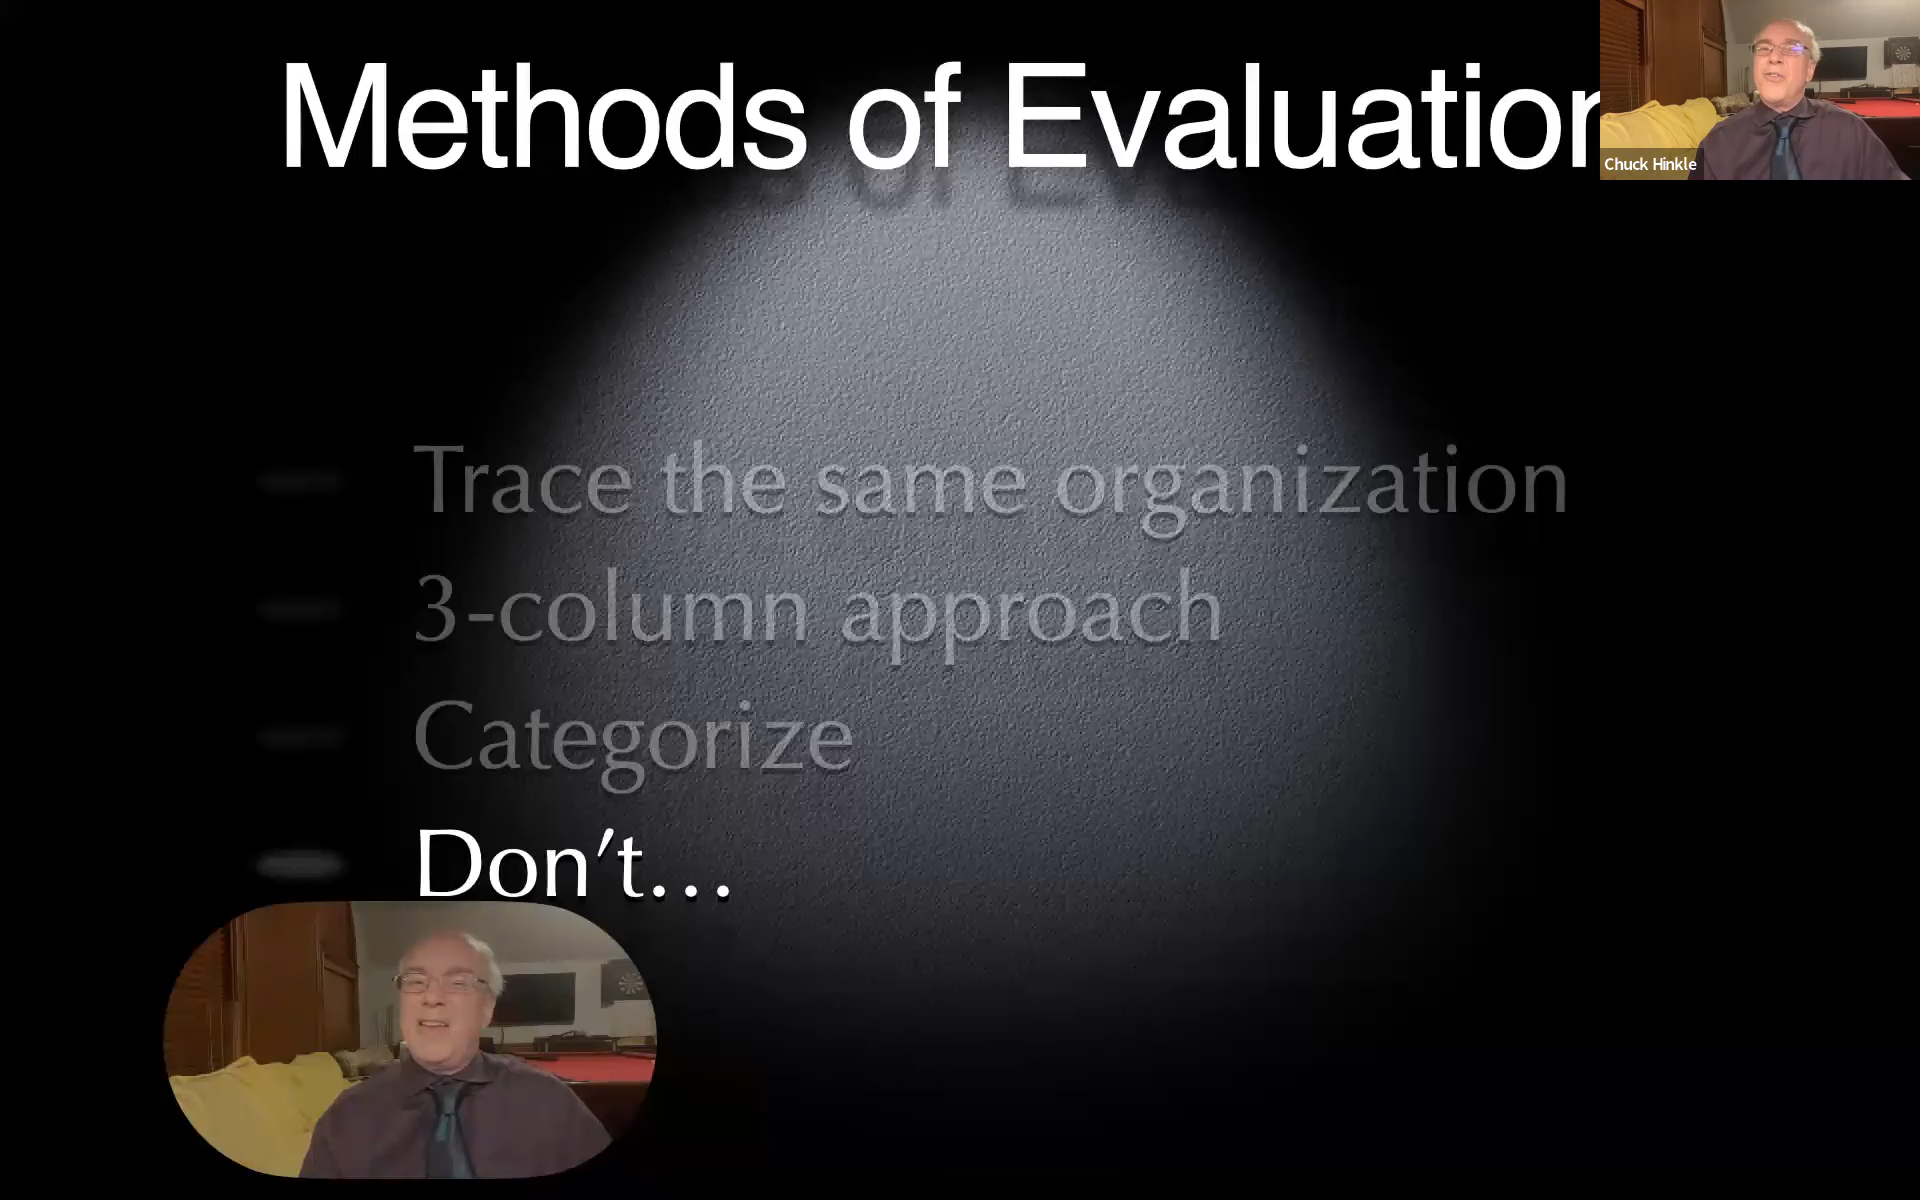 Methods of Evaluation
Chuck Hinkle
Trace the same organization
3-column approach
Categorize
Don’t…